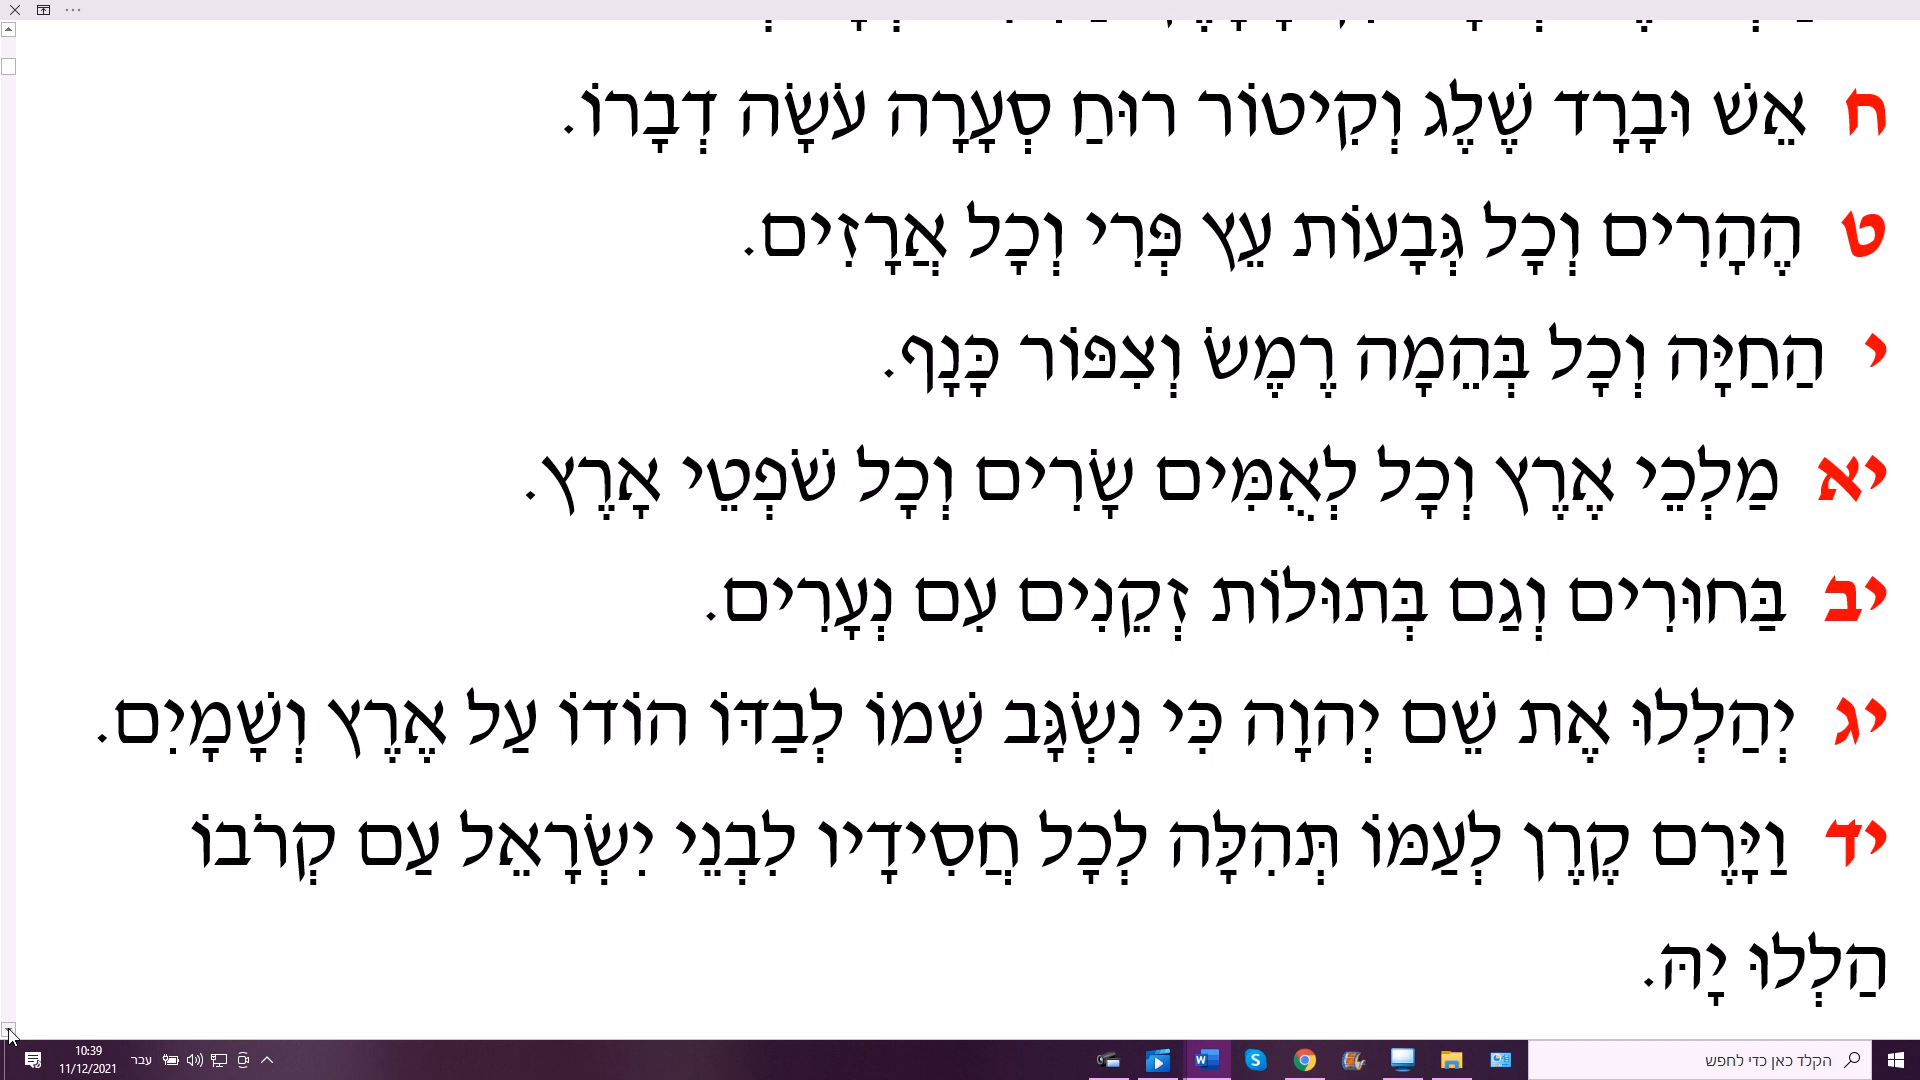 ח אֵשׁ וּבָרָד שֶׁלֶג וְקִיטוֹר רוּחַ סְעָרָה עֹשָׂה דְבָרוֹ.
ט הֶהָרִים וְכָל גְּבָעוֹת עֵץ פְּרִי וְכָל אֲרָזִים.
י הַחַיָּה וְכָל בְּהֵמָה רֶמֶשׂ וְצִפּוֹר כָּנָף.
יא מַלְכֵי אֶרֶץ וְכָל לְאֻמִּים שָׂרִים וְכָל שֹׁפְטֵי אָרֶץ.
יב בַּחוּרִים וְגַם בְּתוּלוֹת זְקֵנִים עִם נְעָרִים.
יג יְהַלְלוּ אֶת שֵׁם יְהוָה כִּי נִשְׂגָּב שְׁמוֹ לְבַדּוֹ הוֹדוֹ עַל אֶרֶץ וְשָׁמָיִם.
יד וַיָּרֶם קֶרֶן לְעַמּוֹ תְּהִלָּה לְכָל חֲסִידָיו לִבְנֵי יִשְׂרָאֵל עַם קְרֹבוֹ
הַלְלוּ יָהּ.
10:39
11/12/2021
עבר
הקלד כאן כדי לחפש